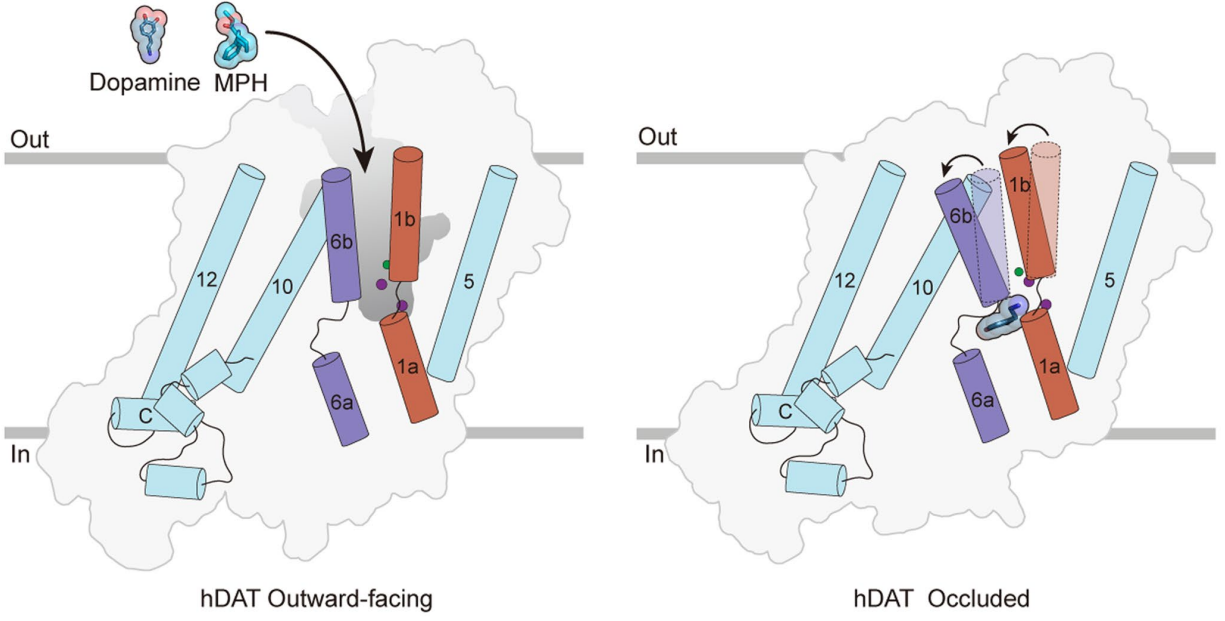 Dopamine MPH
Out
12
10
6b
1b
5
1a
6a
C
In
hDAT Outward-facing
Out
12
10
6b
1b
5
1a
6a
C
In
hDAT Occluded